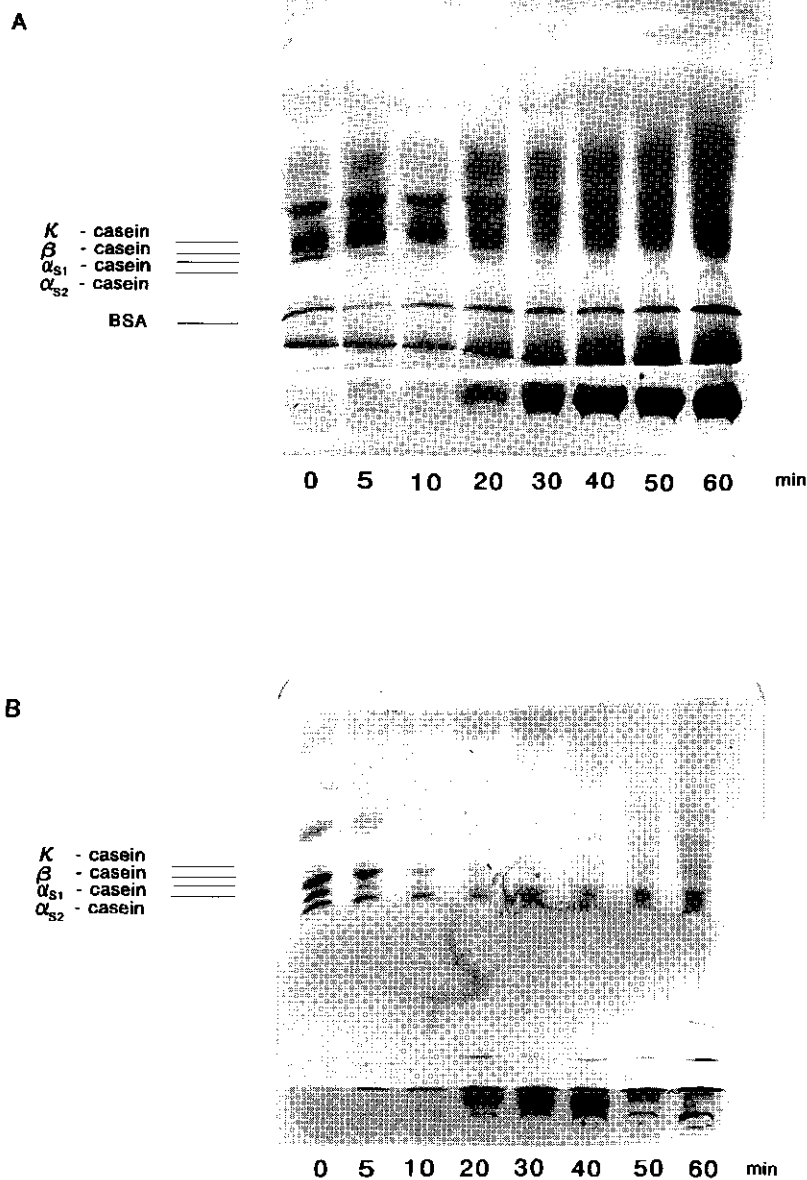 A
K - casein
β - casein
αS1 - casein
αS2 - casein
BSA
0 5 10 20 30 40 50 60 min
B
K - casein
β - casein
αS1 - casein
αS2 - casein
0 5 10 20 30 40 50 60 min